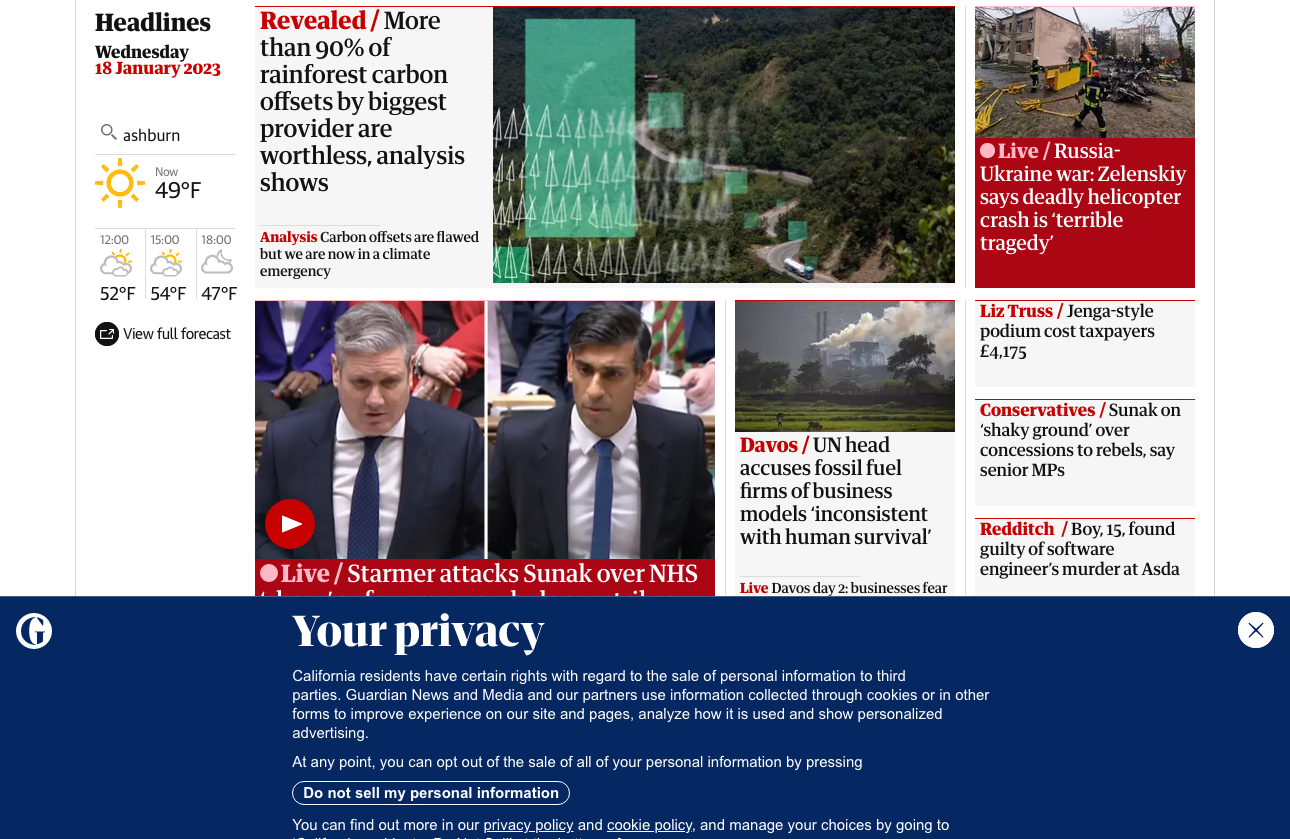 Headlines
Wednesday
18 January 2023
ashburn
Now
49°F
12:00
15:00
18:00
52°F
54°F
47°F
View full forecast
Revealed / More
than 90% of
rainforest carbon
offsets by biggest
provider are
worthless, analysis
shows
Analysis Carbon offsets are flawed
but we are now in a climate
emergency
Live / Russia-
Ukraine war: Zelenskiy
says deadly helicopter
crash is ‘terrible
tragedy’
Live / Starmer attacks Sunak over NHS
Davos / UN head
accuses fossil fuel
firms of business
models ‘inconsistent
with human survival’
Live Davos day 2: businesses fear
Liz Truss / Jenga-style
podium cost taxpayers
£4,175
Conservatives / Sunak on
‘shaky ground’ over
concessions to rebels, say
senior MPs
Redditch / Boy, 15, found
guilty of software
engineer’s murder at Asda
G
Your privacy
California residents have certain rights with regard to the sale of personal information to third
parties. Guardian News and Media and our partners use information collected through cookies or in other
forms to improve experience on our site and pages, analyze how it is used and show personalized
advertising.
At any point, you can opt out of the sale of all of your personal information by pressing
Do not sell my personal information
You can find out more in our privacy policy and cookie policy, and manage your choices by going to